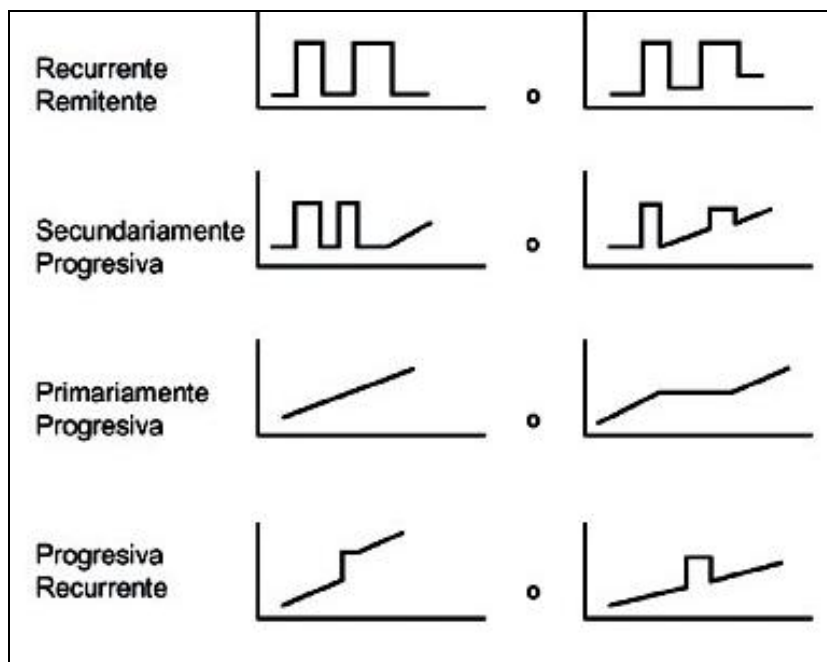 Recurrente
Remitente
o
Secundariamente
Progresiva
o
Primariamente
Progresiva
o
Progresiva
Recurrente
o